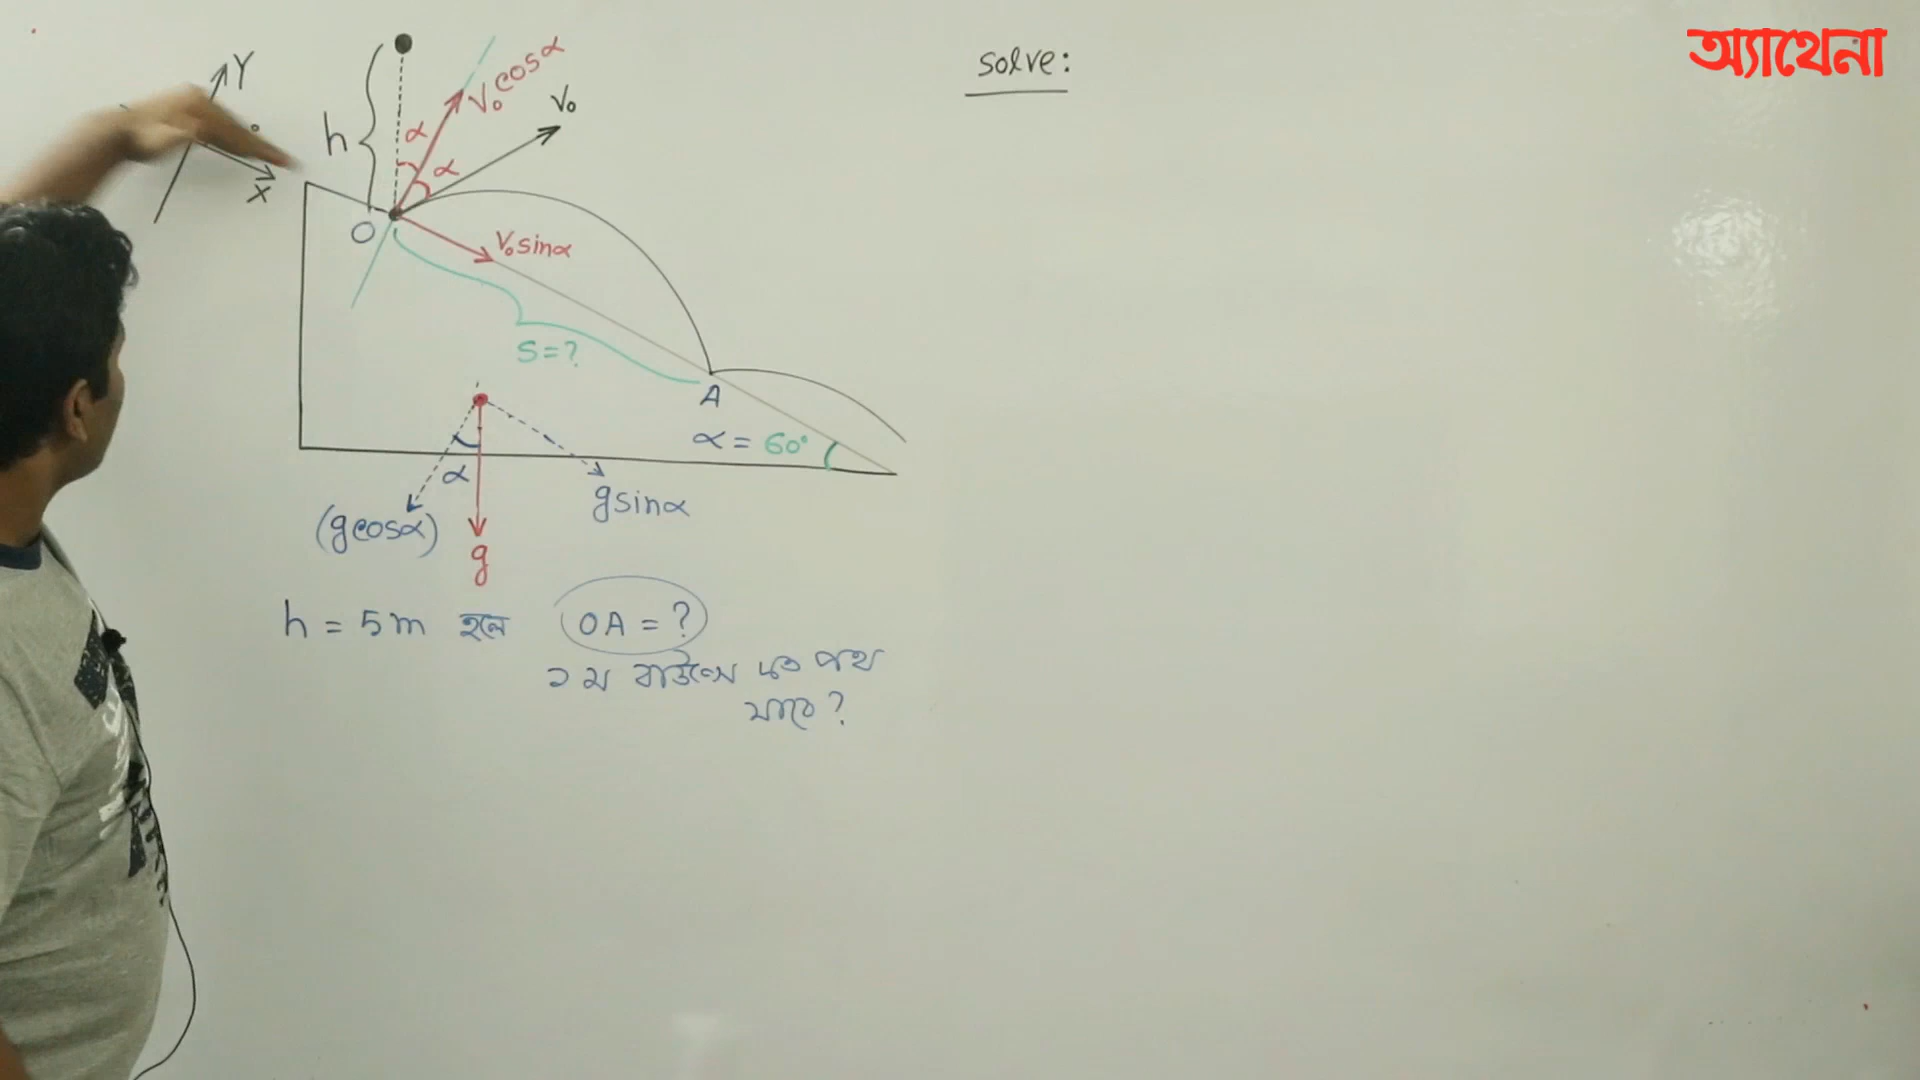 অ্যাথেনা
solve:
Y
X
h
α
α
V₀cosα
V₀
O
V₀sinα
S=?
A
α = 60°
α
(gcosα)
gsinα
g
h = 5m হলে OA = ?
১ম বাউন্সে কত পথ
যাবে?